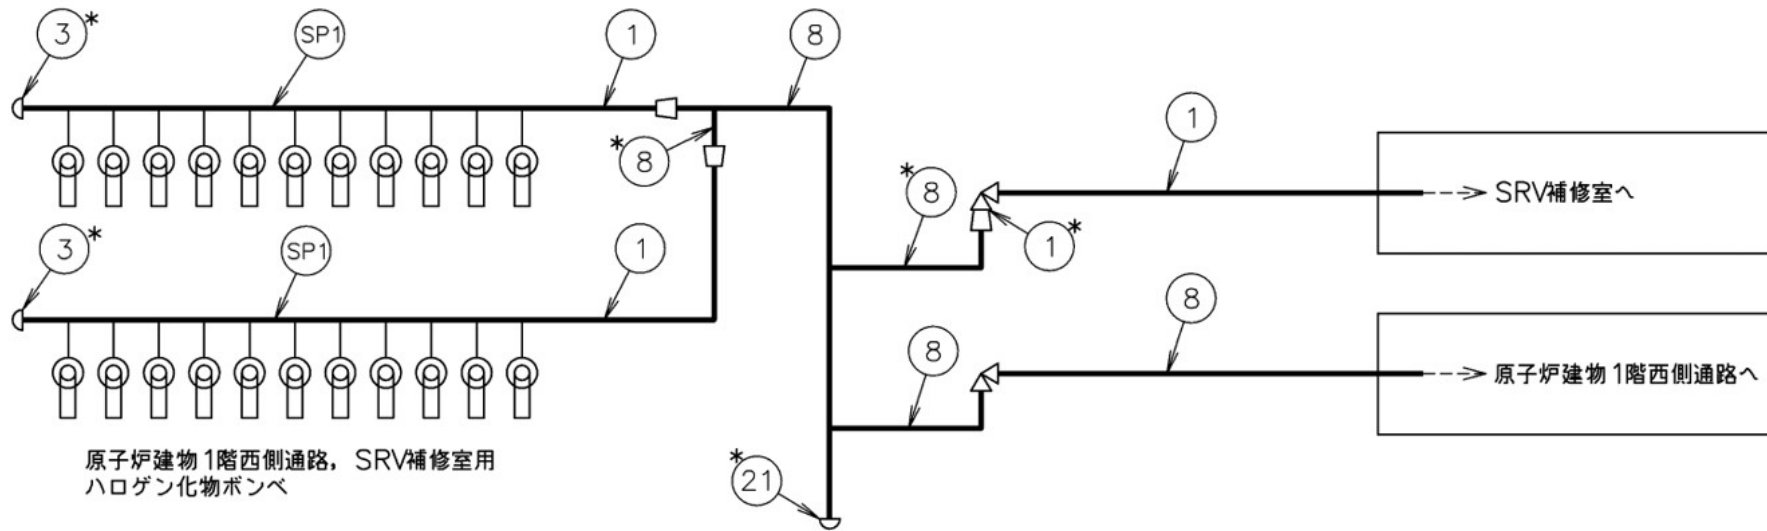 3*
SP1
1
8
*8
1
SRV補修室へ
*8
1*
3*
SP1
1
8
8
原子炉建物1階西側通路へ
原子炉建物1階西側通路，SRV補修室用
ハロゲン化物ボンベ
*21